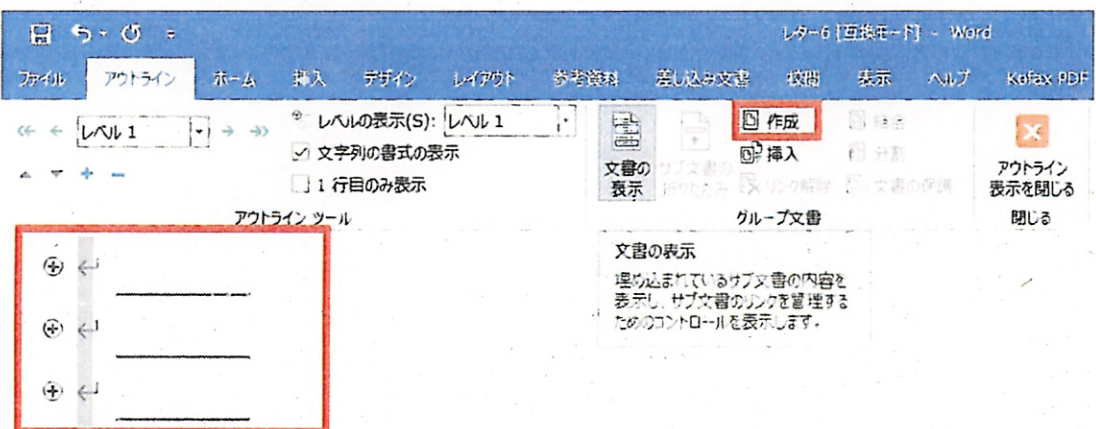 レター6 [互換モード] - Word
ファイル アウトライン ホーム 挿入 デザイン レイアウト 参考資料 差し込み文書 校閲 表示 ヘルプ Kofax PDF
レベル 1 レベルの表示(S): レベル 1
文字列の書式の表示
1 行目のみ表示
アウトライン ツール
文書の表示
サブ文書の折りたたみ
作成
挿入
リンク解除
結合
分割
文書の保護
グループ文書
アウトライン表示を閉じる
閉じる
文書の表示
埋め込まれているサブ文書の内容を
表示し、サブ文書のリンクを管理する
ためのコントロールを表示します。